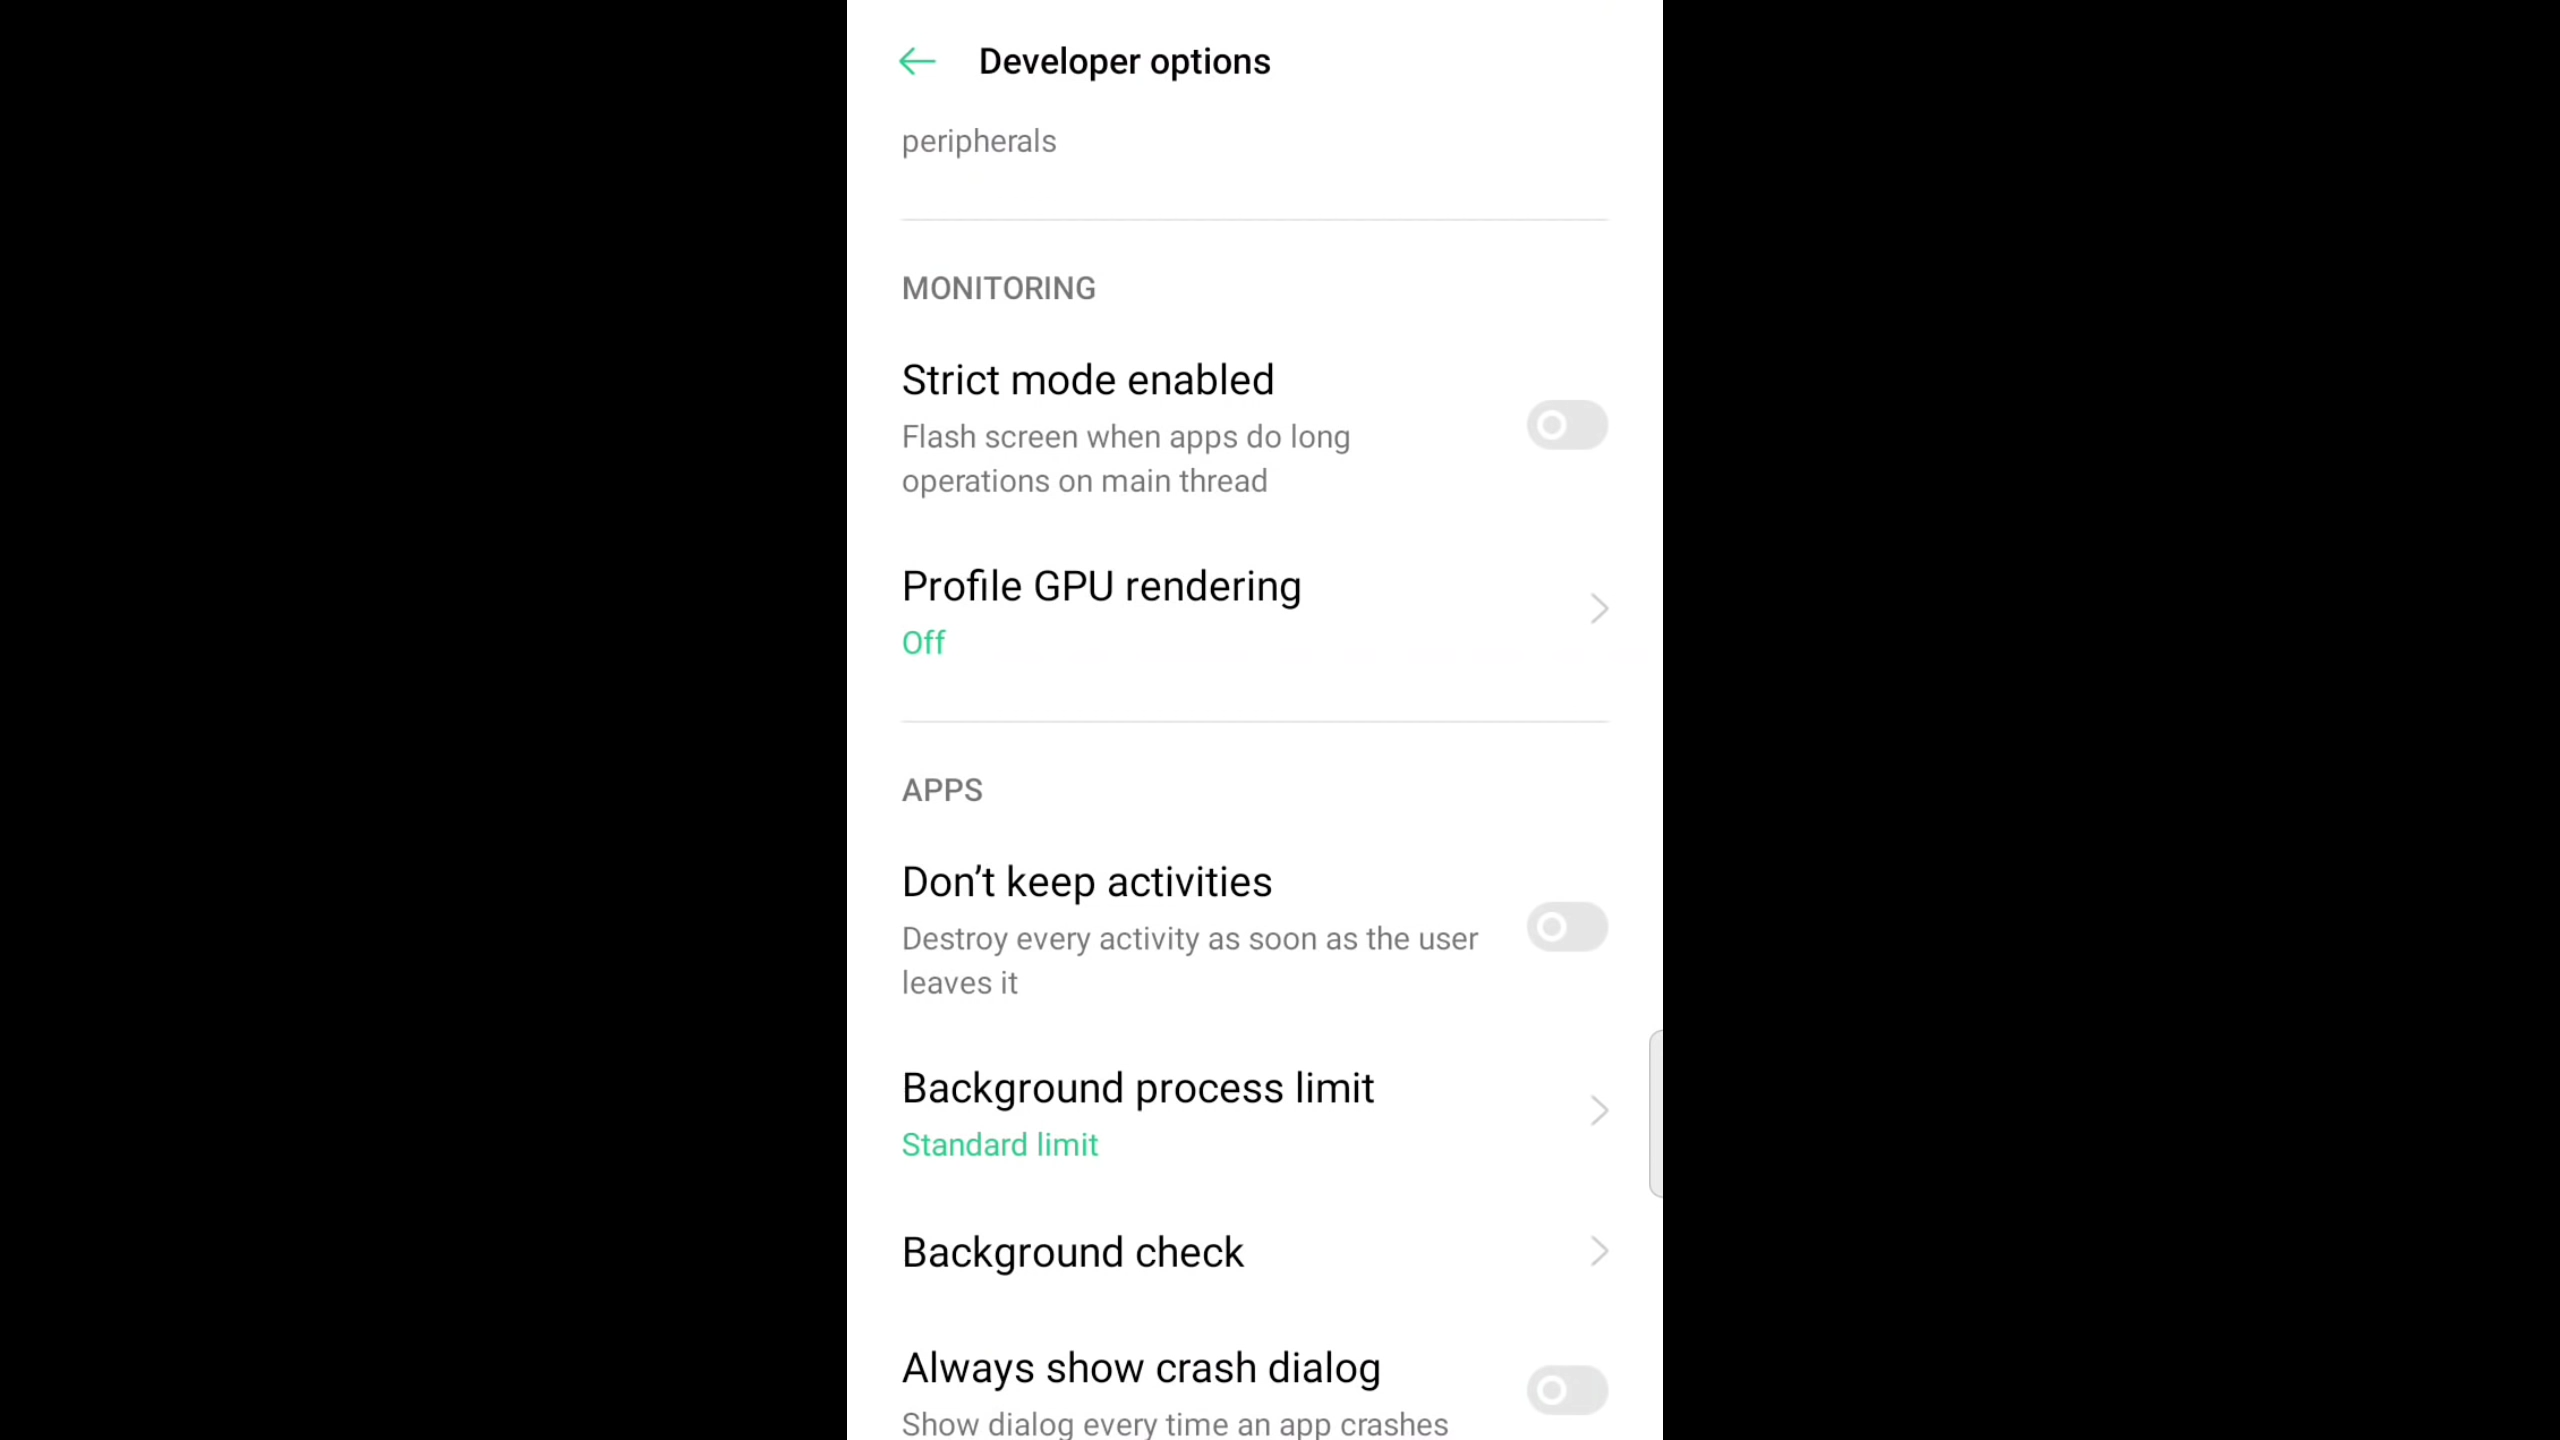 Developer options
peripherals
MONITORING
Strict mode enabled
Flash screen when apps do long
operations on main thread
Profile GPU rendering
Off
APPS
Don’t keep activities
Destroy every activity as soon as the user
leaves it
Background process limit
Standard limit
Background check
Always show crash dialog
Show dialog every time an app crashes